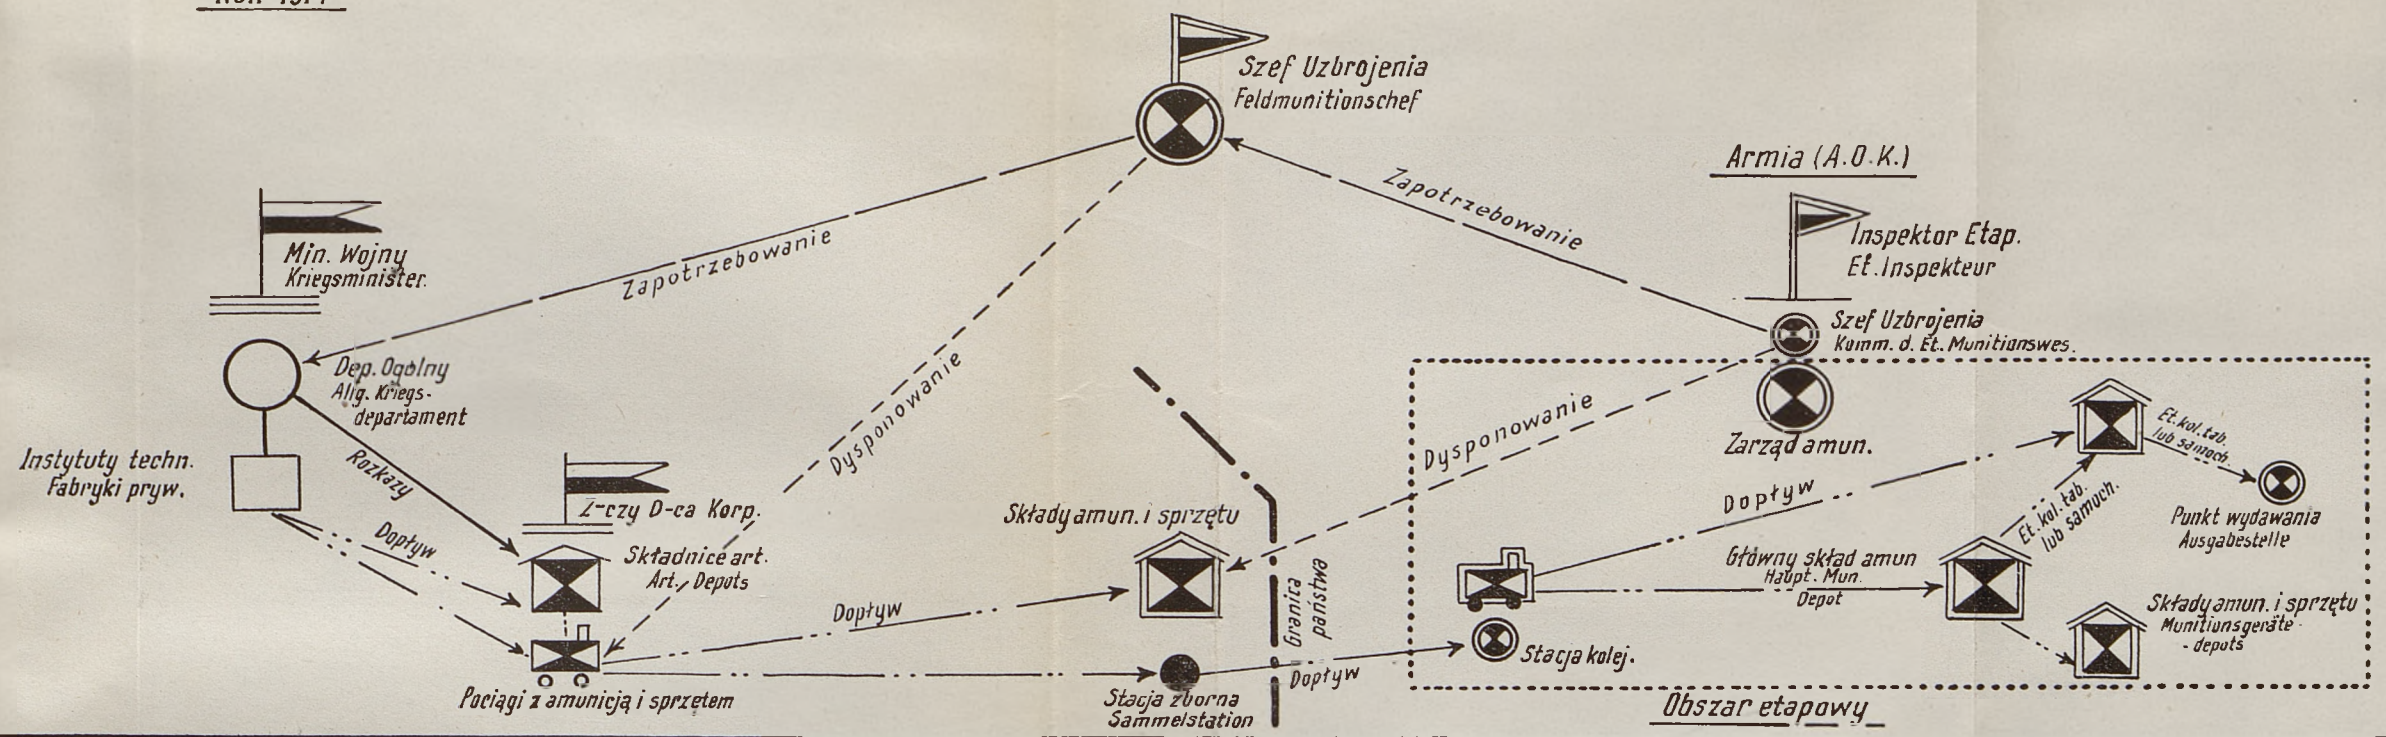 Szef Uzbrojenia
Feldmunitionschef
Armia (A.O.K.)
Zapotrzebowanie
Inspektor Etap.
Et. Inspekteur
Min. Wojny
Kriegsminister.
Zapotrzebowanie
Szef Uzbrojenia
Komm. d. Et. Munitionswes.
Dep. Ogólny
Allg. Kriegs-
departament
Dysponowanie
Dysponowanie
Zarząd amun.
Et. kol. tab.
lub samoch.
Instytuty techn.
Fabryki pryw.
Rozkazy
Z-czy D-ca Korp.
Składy amun. i sprzętu
Dopływ
Et. kol. tab.
lub samoch.
Punkt wydawania
Ausgabestelle
Dopływ
Składnice art.
Art. Depots
Główny skład amun
Haupt. Mun.
Depot
Granica
państwa
Dopływ
Składy amun. i sprzętu
Munitionsgeräte-
- depots
Stacja kolej.
Dopływ
Pociągi z amunicją i sprzętem
Stacja zborna
Sammelstation
Obszar etapowy